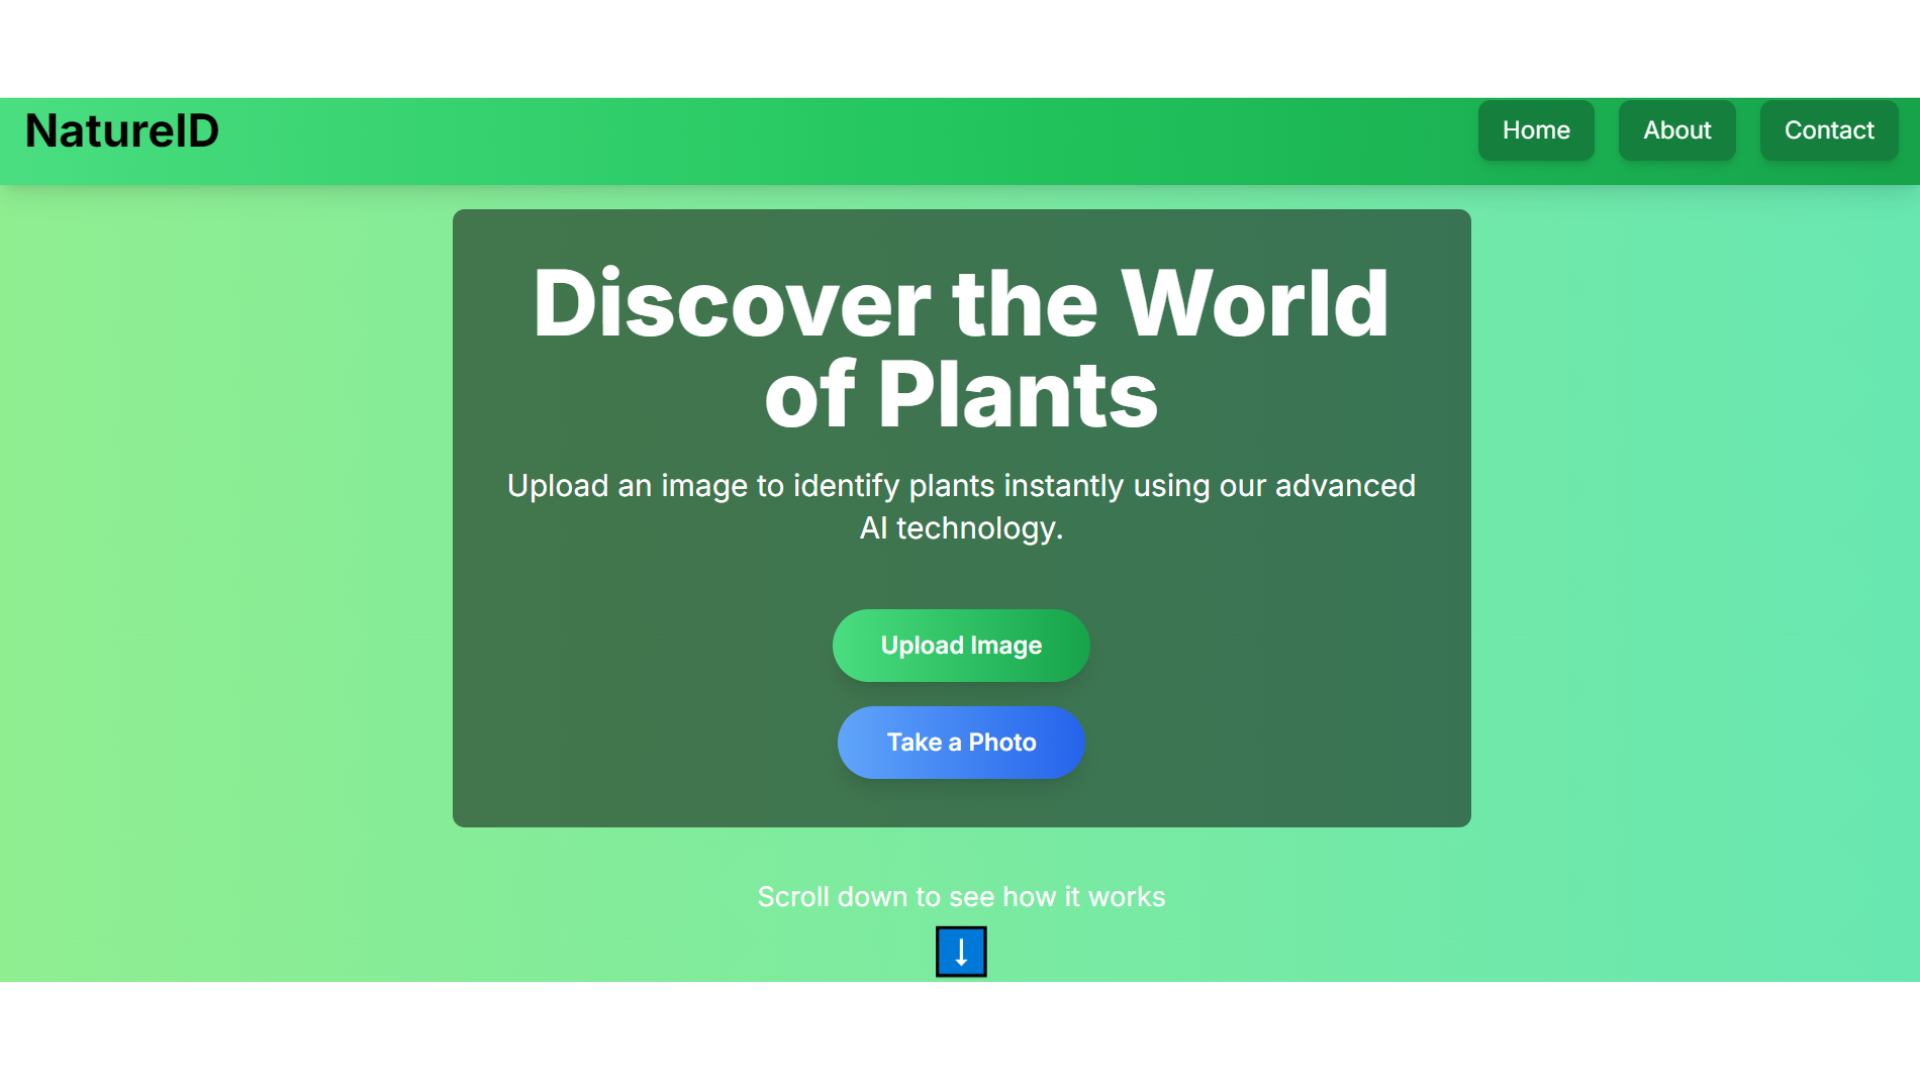 NatureID
Home
About
Contact
Discover the World
of Plants
Upload an image to identify plants instantly using our advanced
AI technology.
Upload Image
Take a Photo
Scroll down to see how it works